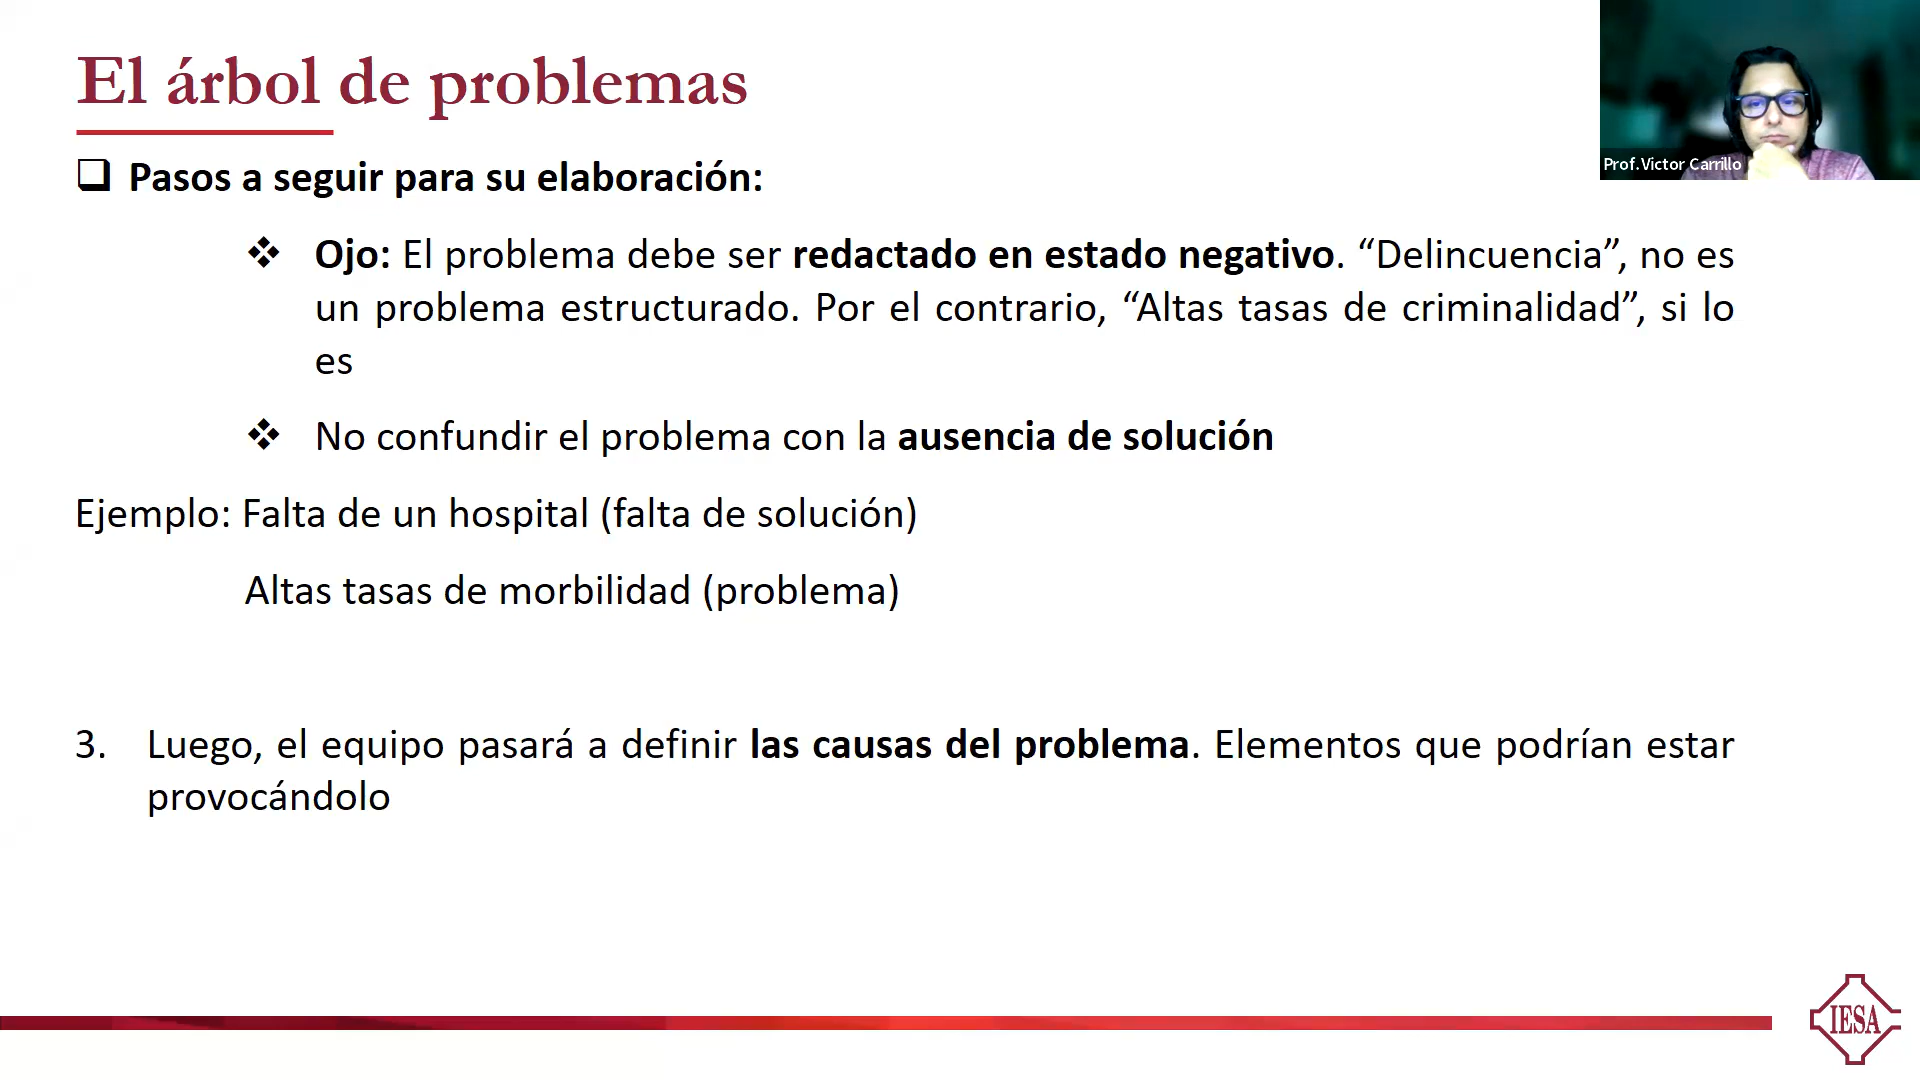 El árbol de problemas
Prof. Victor Carrillo
Pasos a seguir para su elaboración:
Ojo: El problema debe ser redactado en estado negativo. “Delincuencia”, no es
un problema estructurado. Por el contrario, “Altas tasas de criminalidad”, si lo
es
No confundir el problema con la ausencia de solución
Ejemplo: Falta de un hospital (falta de solución)
Altas tasas de morbilidad (problema)
3. Luego, el equipo pasará a definir las causas del problema. Elementos que podrían estar
provocándolo
IESA